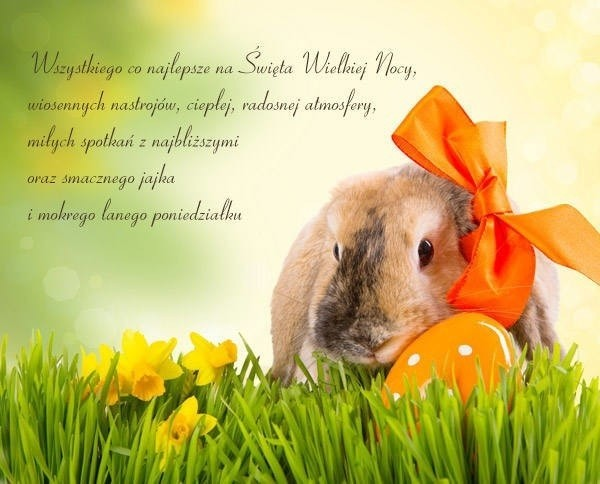 Wszystkiego co najlepsze na Święta Wielkiej Nocy,
wiosennych nastrojów, ciepłej, radosnej atmosfery,
miłych spotkań z najbliższymi
oraz smacznego jajka
i mokrego lanego poniedziałku